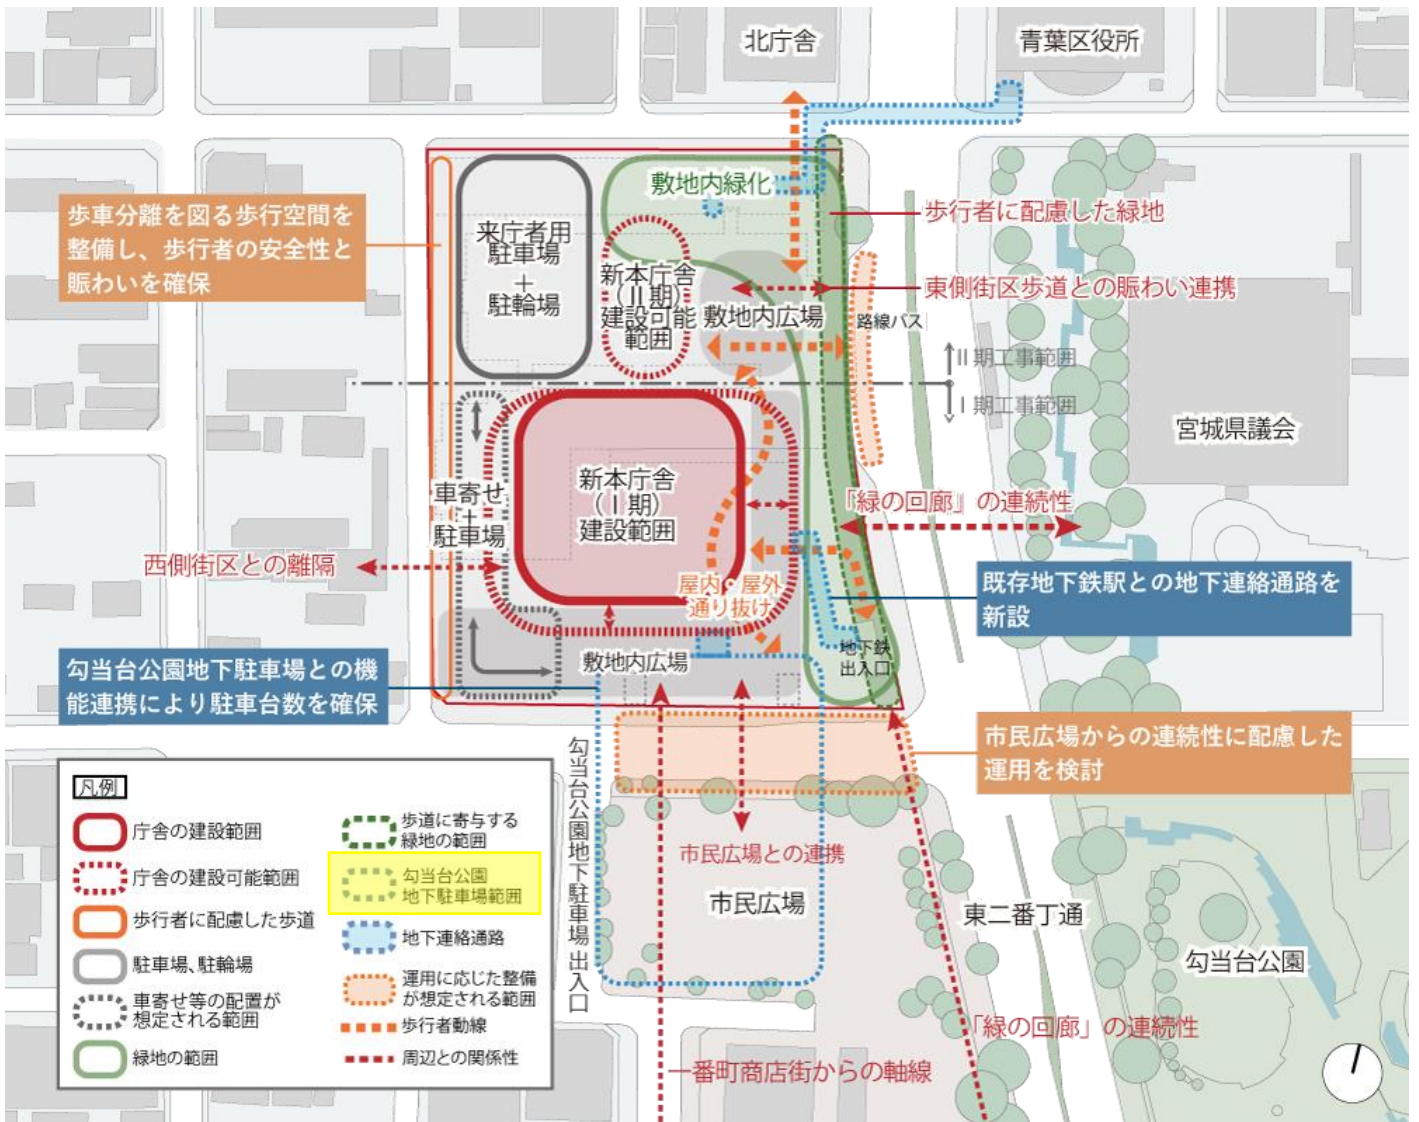 北庁舎
青葉区役所
敷地内緑化
歩車分離を図る歩行空間を
整備し、歩行者の安全性と
賑わいを確保
来庁者用
駐車場
＋
駐輪場
新本庁舎
（Ⅱ期）
建設可能
範囲
敷地内広場
歩行者に配慮した緑地
東側街区歩道との賑わい連携
路線バス
Ⅱ期工事範囲
Ⅰ期工事範囲
宮城県議会
新本庁舎
（Ⅰ期）
建設範囲
車寄せ
＋
駐車場
「緑の回廊」の連続性
西側街区との離隔
屋内・屋外
通り抜け
既存地下鉄駅との地下連絡通路を
新設
地下鉄
出入口
敷地内広場
勾当台公園地下駐車場との機
能連携により駐車台数を確保
市民広場からの連続性に配慮した
運用を検討
勾当台公園地下駐車場 出入口
市民広場との連携
市民広場
東二番丁通
勾当台公園
「緑の回廊」の連続性
一番町商店街からの軸線
凡例
庁舎の建設範囲
庁舎の建設可能範囲
歩行者に配慮した歩道
駐車場、駐輪場
車寄せ等の配置が
想定される範囲
緑地の範囲
歩道に寄与する
緑地の範囲
勾当台公園
地下駐車場範囲
地下連絡通路
運用に応じた整備
が想定される範囲
歩行者動線
周辺との関係性